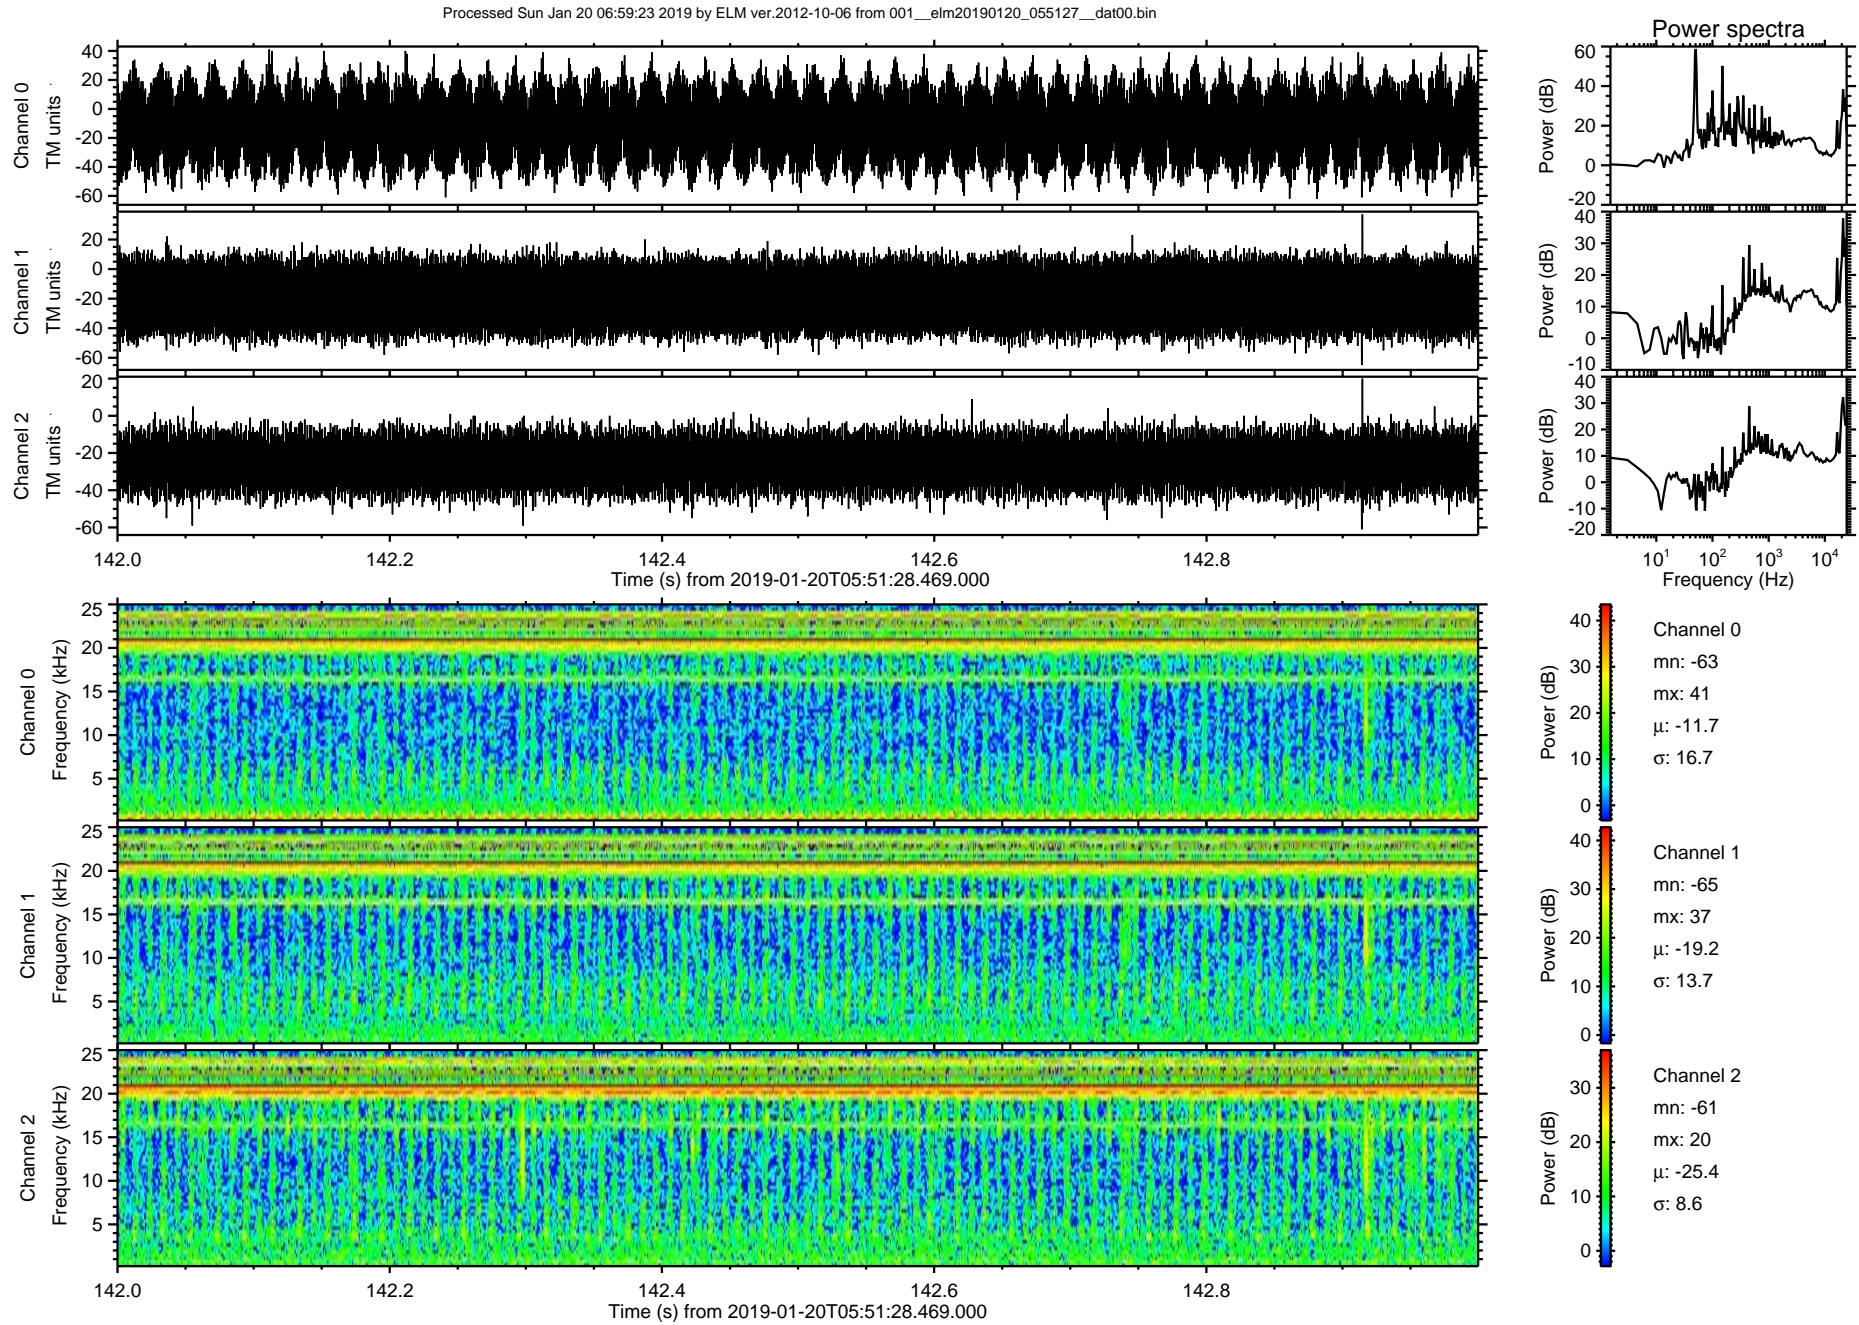 Processed Sun Jan 20 06:59:23 2019 by ELM ver.2012-10-06 from 001__elm20190120_055127__dat00.bin
Power spectra
Channel 0
TM units
40
20
0
-20
-40
-60
Power (dB)
60
40
20
0
-20
Channel 1
TM units
20
0
-20
-40
-60
Power (dB)
40
30
20
10
0
-10
Channel 2
TM units
20
0
-20
-40
-60
Power (dB)
40
30
20
10
0
-10
-20
142.0 142.2 142.4 142.6 142.8
Time (s) from 2019-01-20T05:51:28.469.000
10^1 10^2 10^3 10^4
Frequency (Hz)
Channel 0
Frequency (kHz)
25
20
15
10
5
Power (dB)
40
30
20
10
0
Channel 0
mn: -63
mx: 41
μ: -11.7
σ: 16.7
Channel 1
Frequency (kHz)
25
20
15
10
5
Power (dB)
40
30
20
10
0
Channel 1
mn: -65
mx: 37
μ: -19.2
σ: 13.7
Channel 2
Frequency (kHz)
25
20
15
10
5
Power (dB)
30
20
10
0
Channel 2
mn: -61
mx: 20
μ: -25.4
σ: 8.6
142.0 142.2 142.4 142.6 142.8
Time (s) from 2019-01-20T05:51:28.469.000